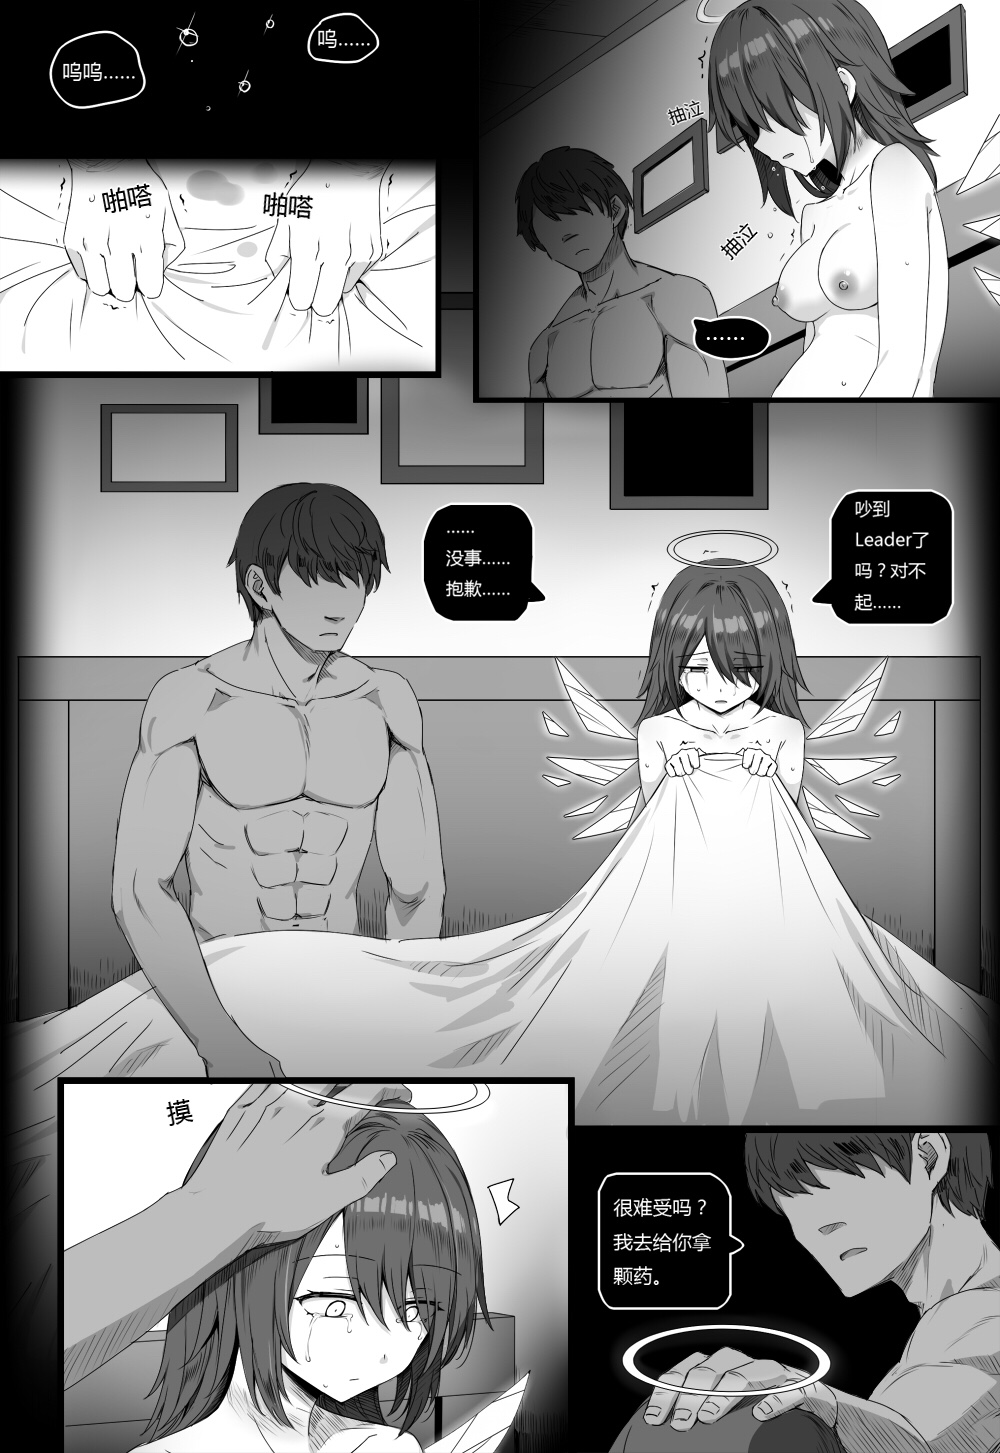 呜呜……
呜……
啪嗒
啪嗒
抽泣
抽泣
……
……
没事……
抱歉……
吵到
Leader了
吗？对不
起……
摸
很难受吗？
我去给你拿
颗药。